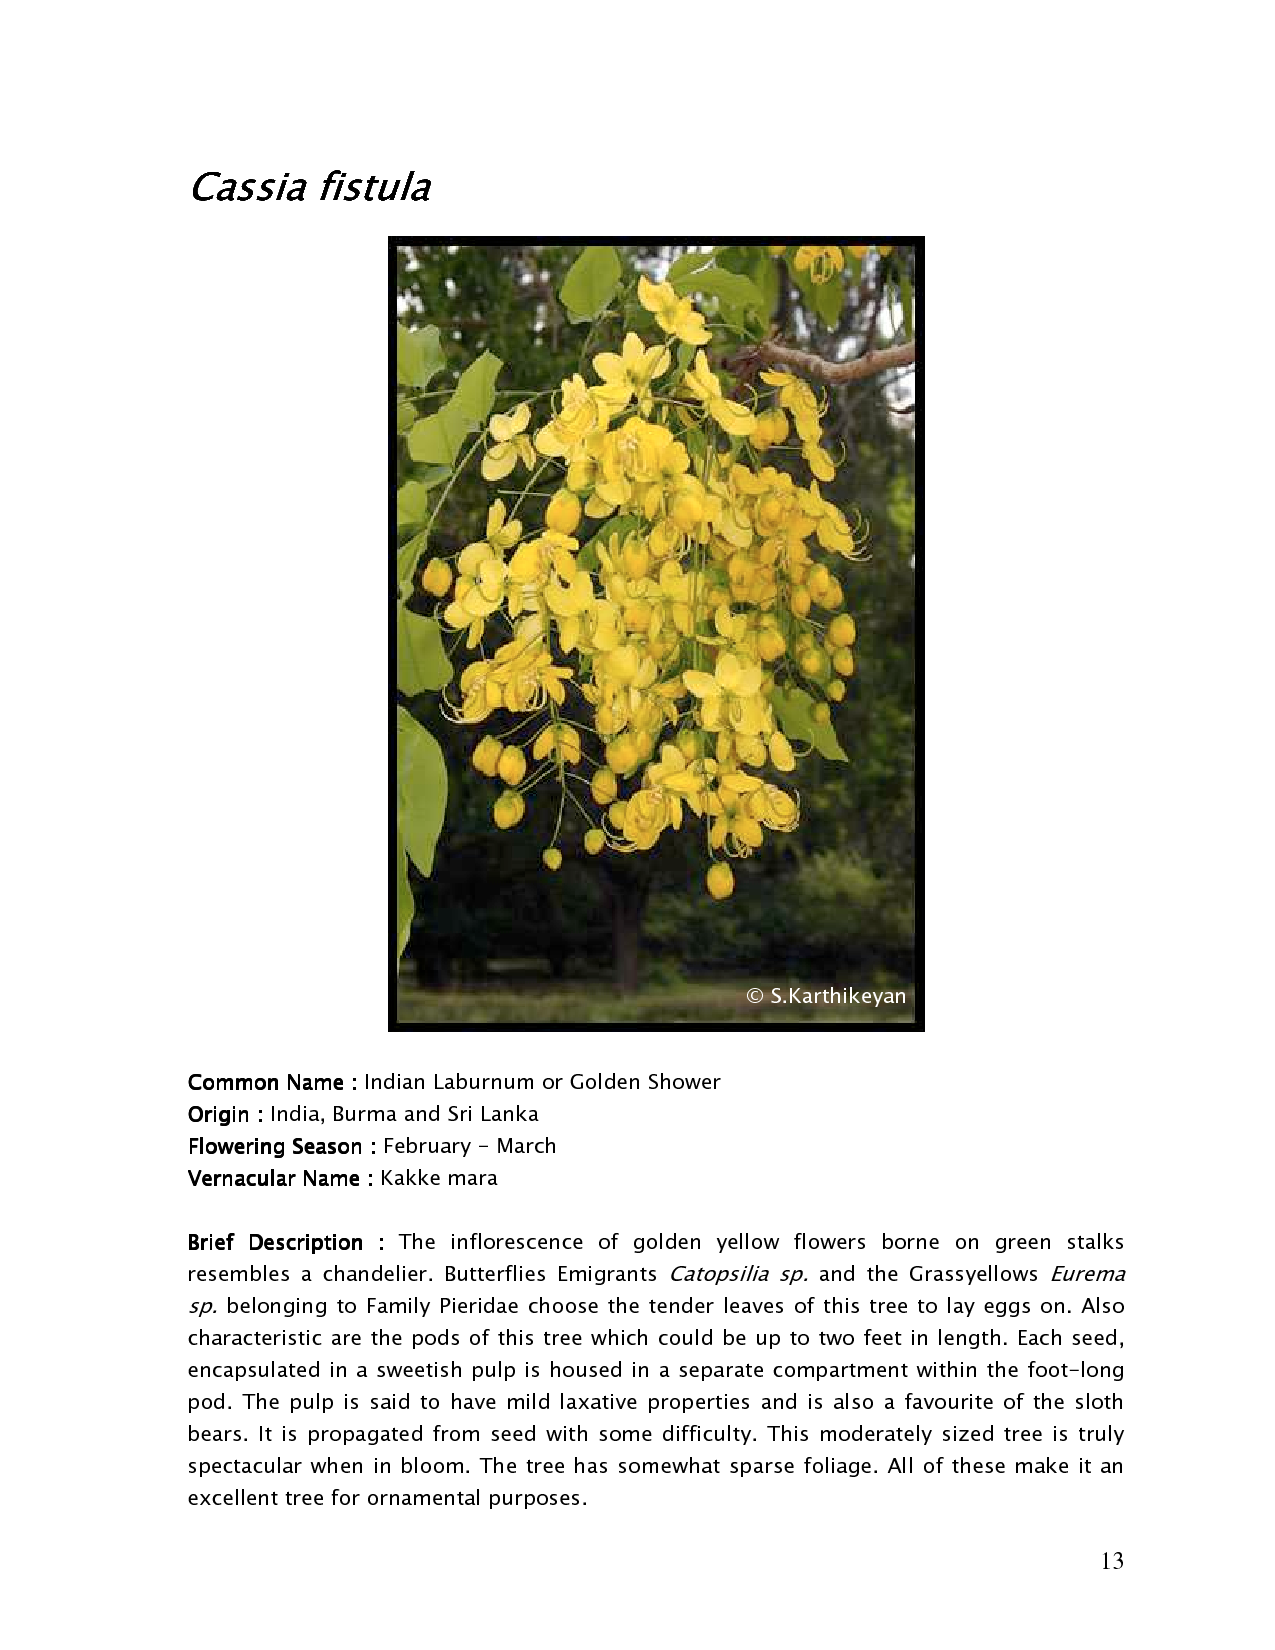 Cassia fistula
© S.Karthikeyan
Common Name : Indian Laburnum or Golden Shower
Origin : India, Burma and Sri Lanka
Flowering Season : February – March
Vernacular Name : Kakke mara
Brief Description : The inflorescence of golden yellow flowers borne on green stalks
resembles a chandelier. Butterflies Emigrants Catopsilia sp. and the Grassyellows Eurema
sp. belonging to Family Pieridae choose the tender leaves of this tree to lay eggs on. Also
characteristic are the pods of this tree which could be up to two feet in length. Each seed,
encapsulated in a sweetish pulp is housed in a separate compartment within the foot-long
pod. The pulp is said to have mild laxative properties and is also a favourite of the sloth
bears. It is propagated from seed with some difficulty. This moderately sized tree is truly
spectacular when in bloom. The tree has somewhat sparse foliage. All of these make it an
excellent tree for ornamental purposes.
13